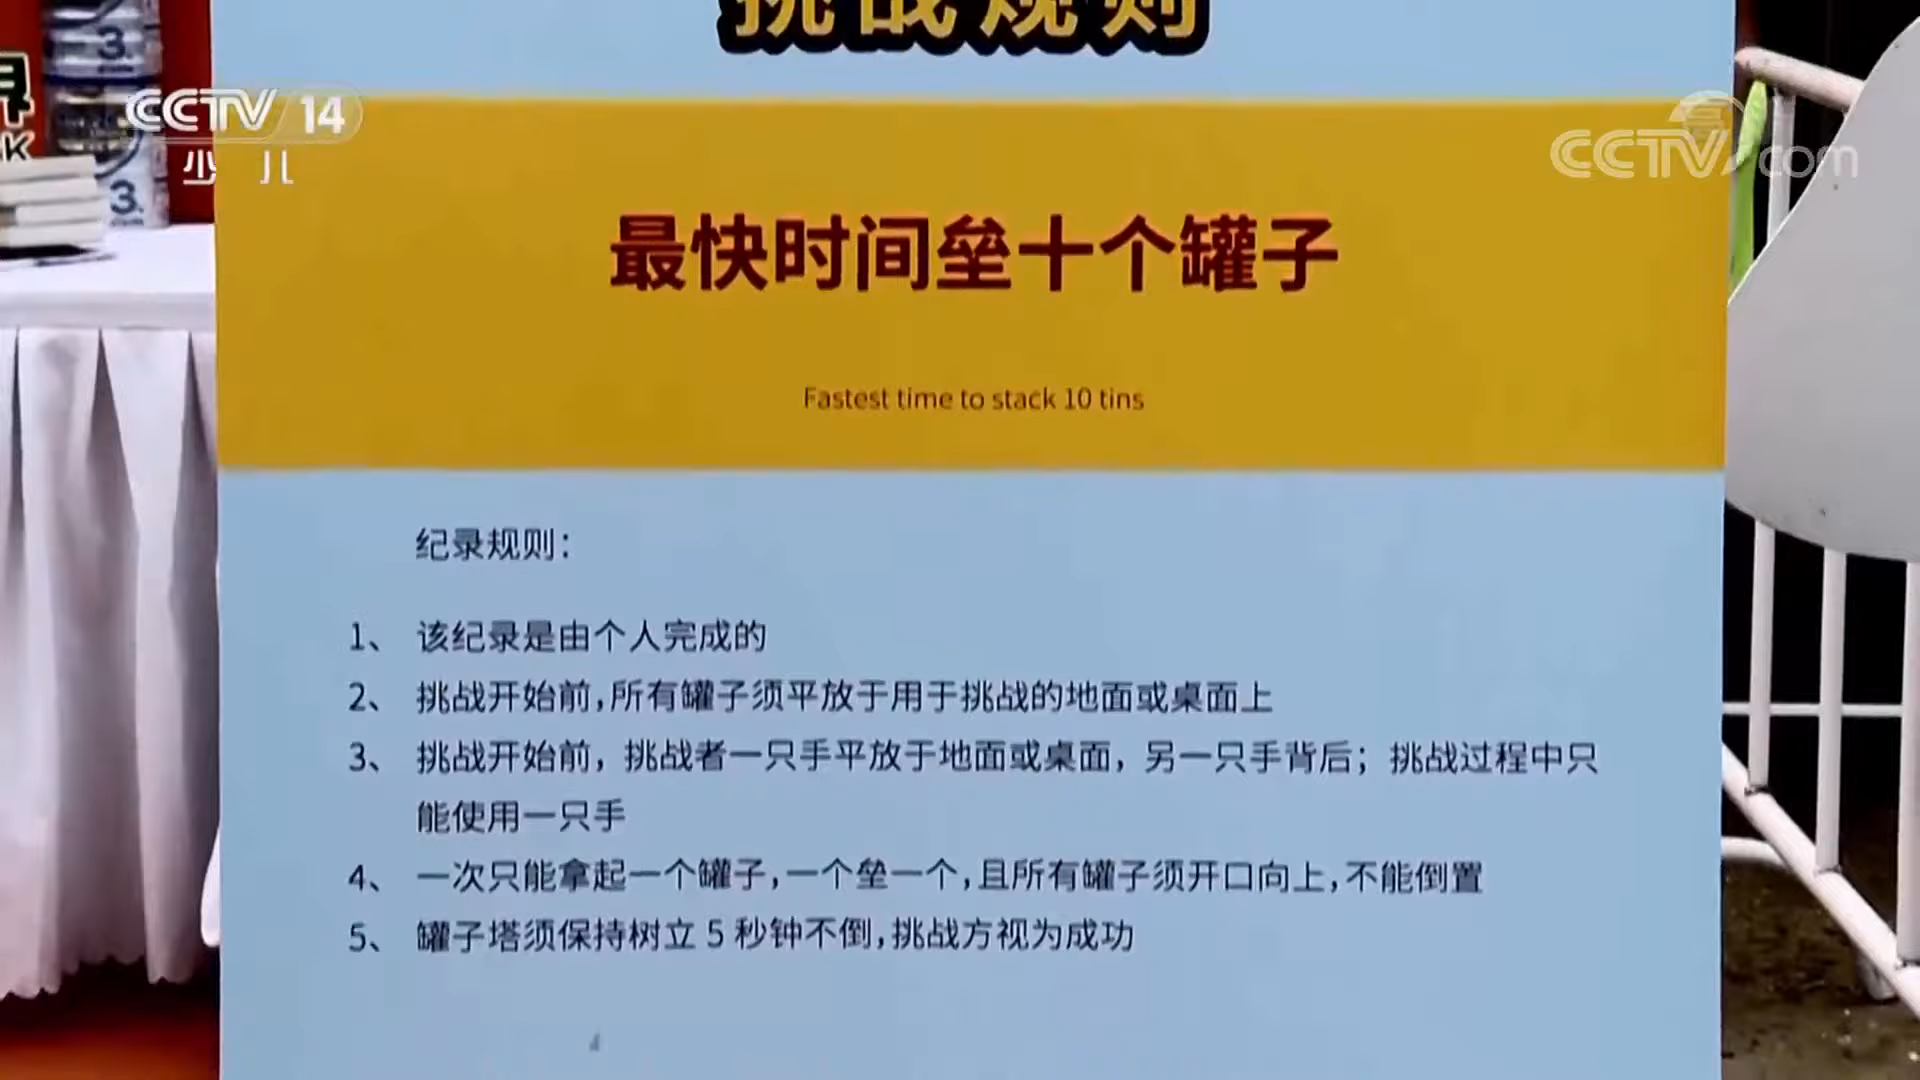 挑战规则
CCTV 14
少儿
CCTV.com
3.
K
3.
最快时间垒十个罐子
Fastest time to stack 10 tins
纪录规则：
1、 该纪录是由个人完成的
2、 挑战开始前，所有罐子须平放于用于挑战的地面或桌面上
3、 挑战开始前，挑战者一只手平放于地面或桌面，另一只手背后；挑战过程中只
能使用一只手
4、 一次只能拿起一个罐子，一个垒一个，且所有罐子须开口向上，不能倒置
5、 罐子塔须保持树立 5 秒钟不倒，挑战方视为成功